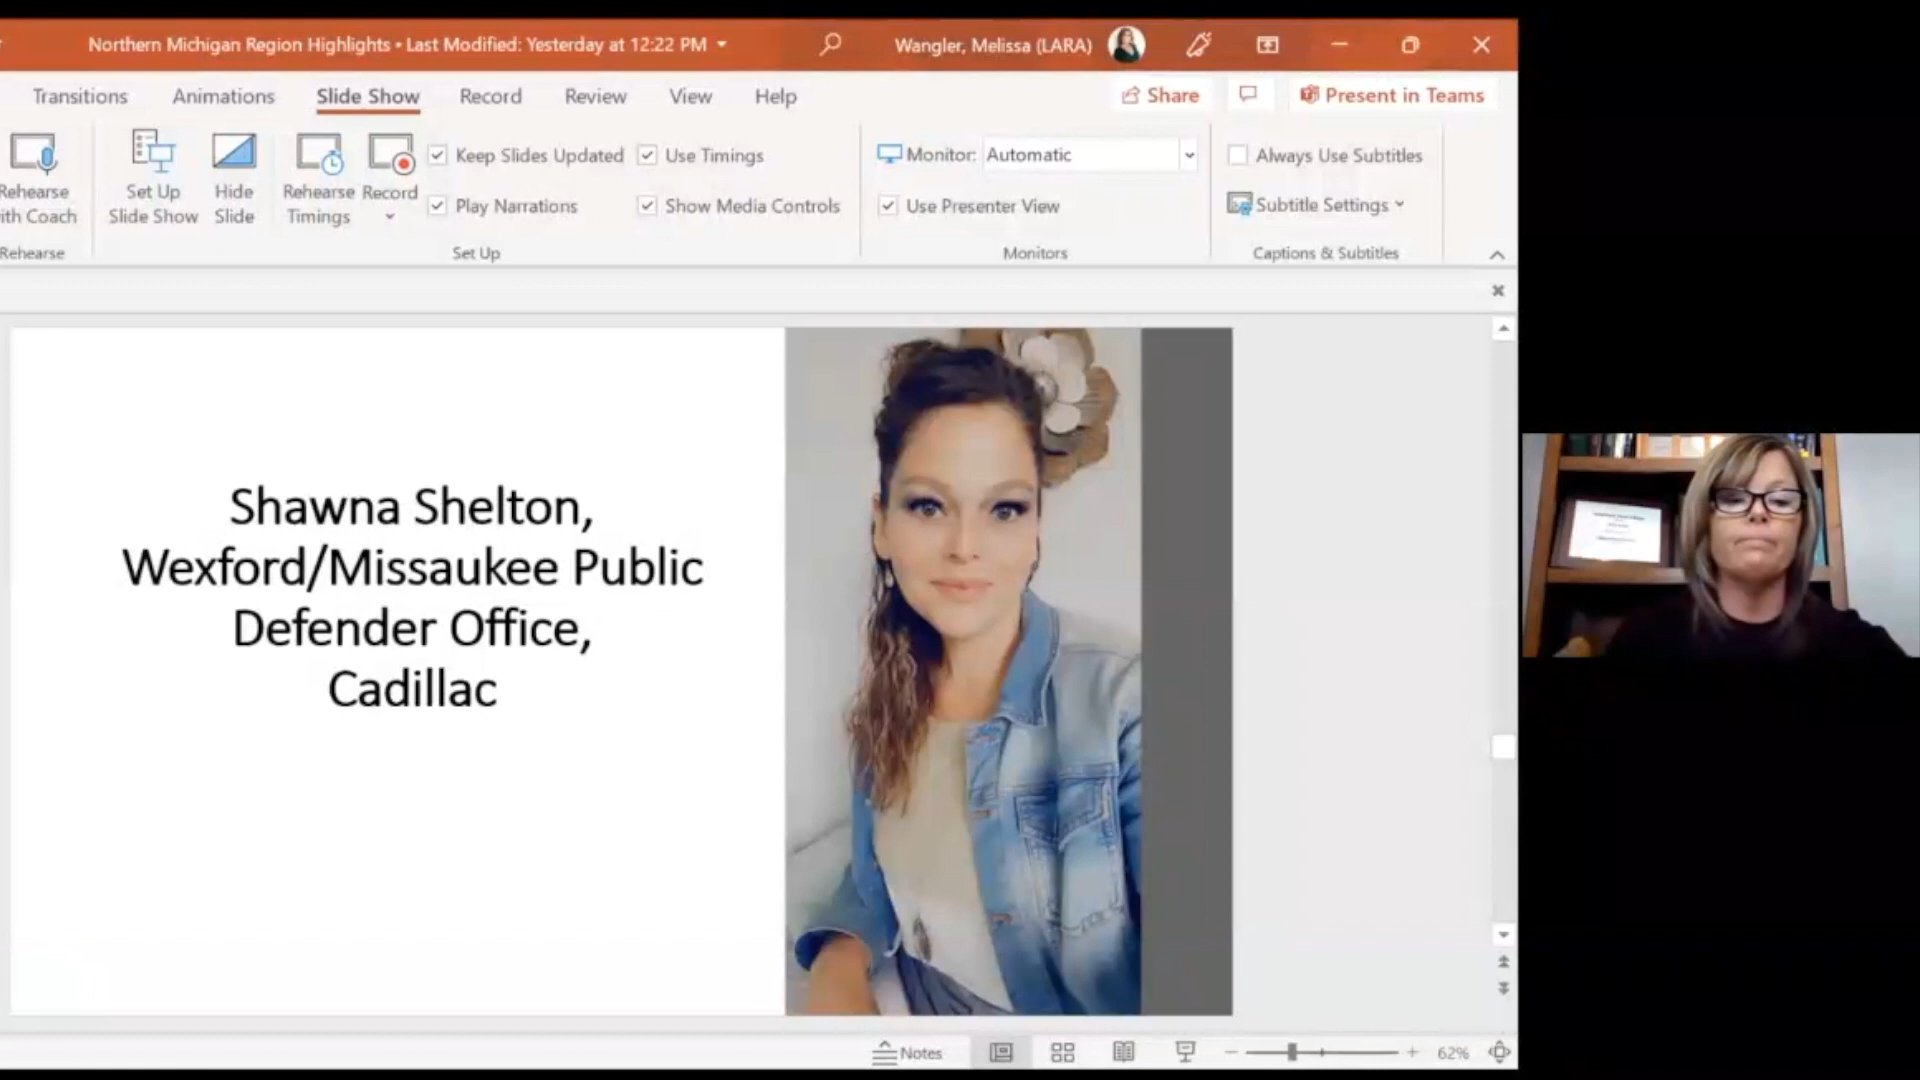 Northern Michigan Region Highlights • Last Modified: Yesterday at 12:22 PM
Wangler, Melissa (LARA)
Transitions Animations Slide Show Record Review View Help
Share
Present in Teams
Rehearse
ith Coach
Set Up
Slide Show
Hide
Slide
Rehearse
Timings
Record
Keep Slides Updated
Play Narrations
Use Timings
Show Media Controls
Monitor: Automatic
Use Presenter View
Always Use Subtitles
Subtitle Settings
Rehearse
Set Up
Monitors
Captions & Subtitles
Shawna Shelton,
Wexford/Missaukee Public
Defender Office,
Cadillac
Notes
62%